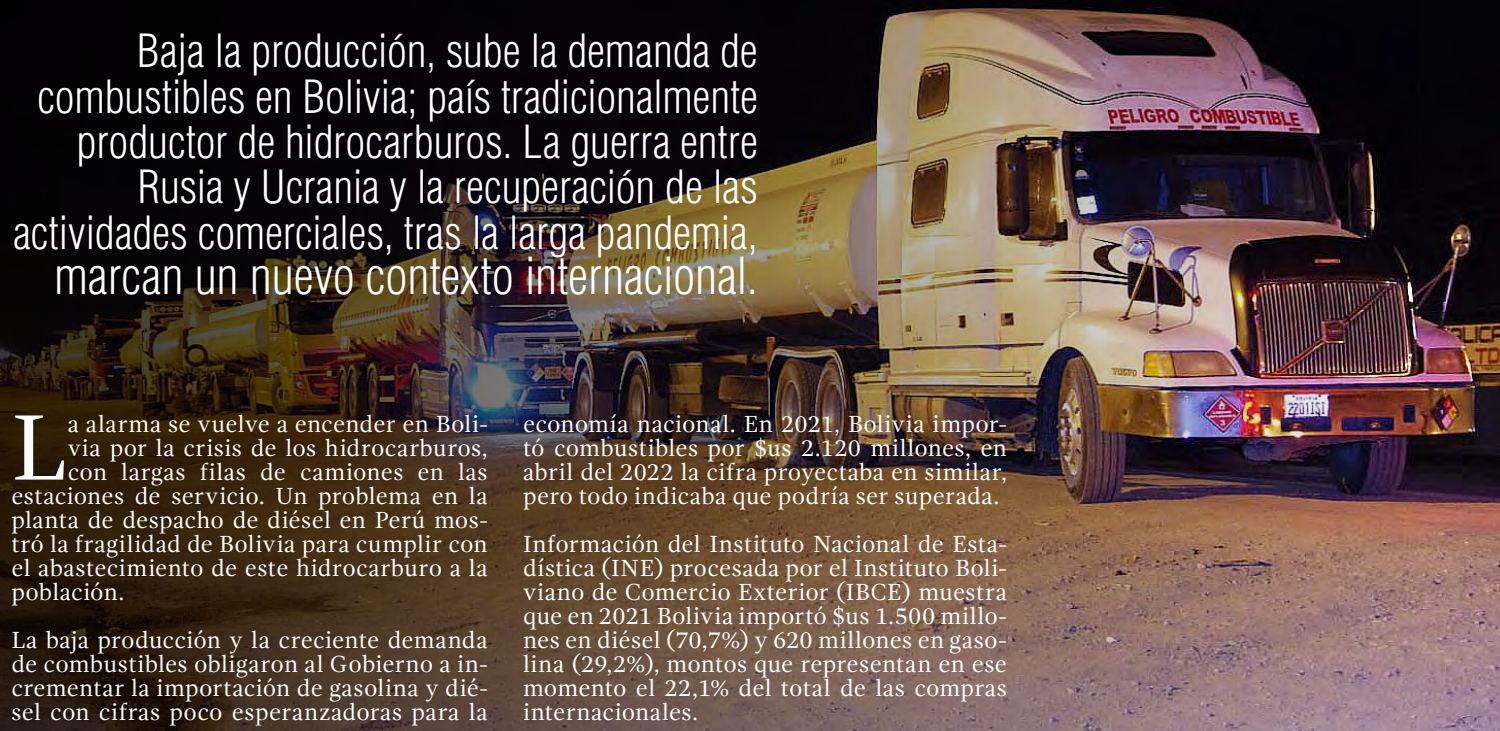 Baja la producción, sube la demanda de
combustibles en Bolivia; país tradicionalmente
productor de hidrocarburos. La guerra entre
Rusia y Ucrania y la recuperación de las
actividades comerciales, tras la larga pandemia,
marcan un nuevo contexto internacional.
La alarma se vuelve a encender en Boli-
via por la crisis de los hidrocarburos,
con largas filas de camiones en las
estaciones de servicio. Un problema en la
planta de despacho de diésel en Perú mos-
tró la fragilidad de Bolivia para cumplir con
el abastecimiento de este hidrocarburo a la
población.
La baja producción y la creciente demanda
de combustibles obligaron al Gobierno a in-
crementar la importación de gasolina y dié-
sel con cifras poco esperanzadoras para la
economía nacional. En 2021, Bolivia impor-
tó combustibles por $us 2.120 millones, en
abril del 2022 la cifra proyectaba en similar,
pero todo indicaba que podría ser superada.
Información del Instituto Nacional de Esta-
dística (INE) procesada por el Instituto Boli-
viano de Comercio Exterior (IBCE) muestra
que en 2021 Bolivia importó $us 1.500 millo-
nes en diésel (70,7%) y 620 millones en gaso-
lina (29,2%), montos que representan en ese
momento el 22,1% del total de las compras
internacionales.
PELIGRO COMBUSTIBLE
PELIGRO COMBUSTIBLE
VOLVO